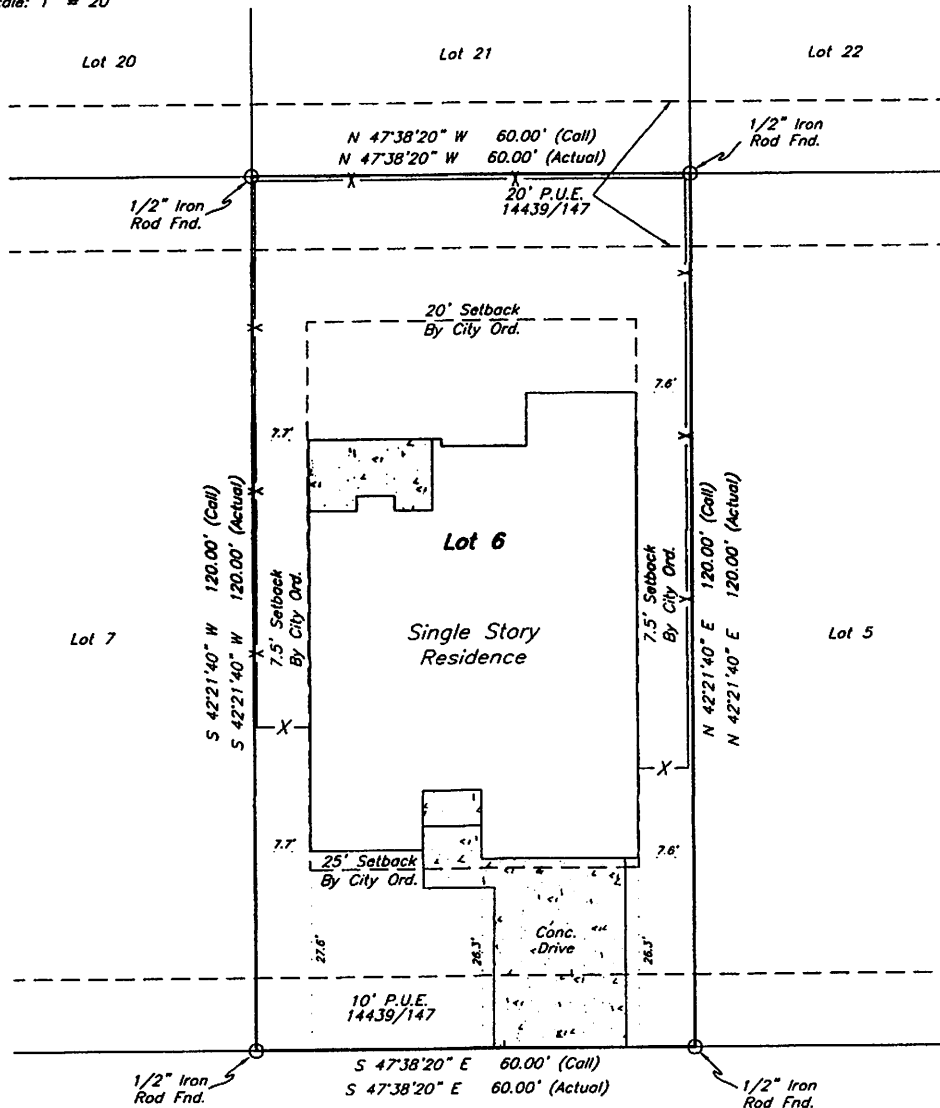 Scale: 1" = 20'
Lot 20
Lot 21
Lot 22
N 47°38'20" W 60.00' (Call)
N 47°38'20" W 60.00' (Actual)
1/2" Iron
Rod Fnd.
1/2" Iron
Rod Fnd.
20' P.U.E.
14439/147
20' Setback
By City Ord.
7.6'
7.7'
Lot 6
S 42°21'40" W 120.00' (Call)
S 42°21'40" W 120.00' (Actual)
7.5' Setback
By City Ord.
7.5' Setback
By City Ord.
N 42°21'40" E 120.00' (Call)
N 42°21'40" E 120.00' (Actual)
Lot 7
Single Story
Residence
Lot 5
7.7'
7.6'
25' Setback
By City Ord.
27.6'
26.3'
Conc.
Drive
26.3'
10' P.U.E.
14439/147
S 47°38'20" E 60.00' (Call)
S 47°38'20" E 60.00' (Actual)
1/2" Iron
Rod Fnd.
1/2" Iron
Rod Fnd.